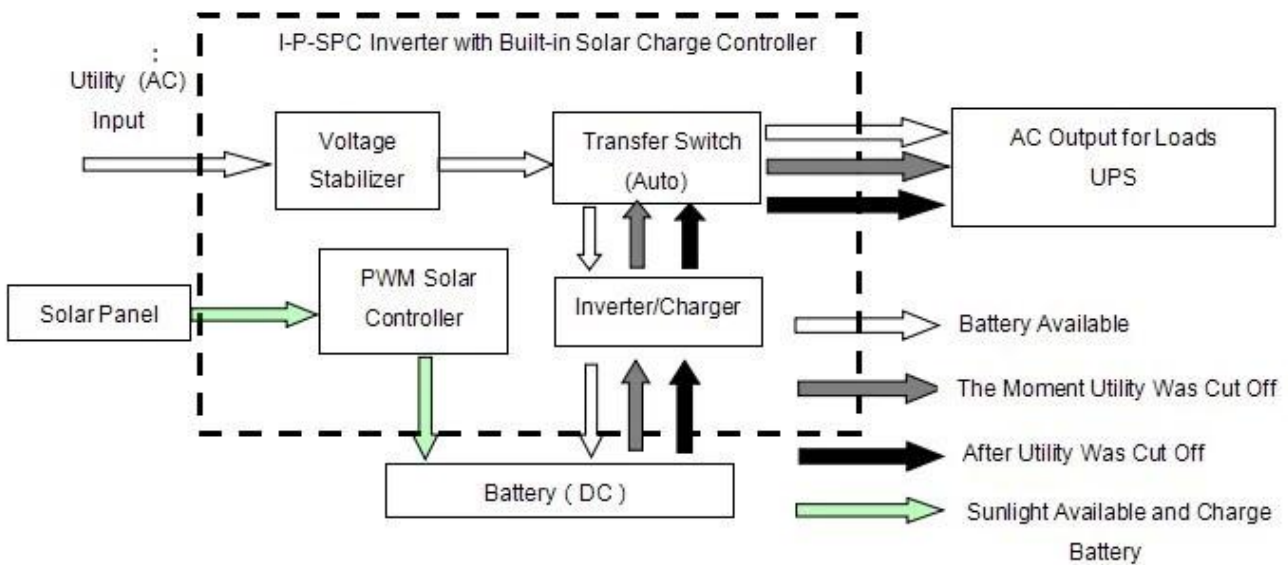 I-P-SPC Inverter with Built-in Solar Charge Controller
:
Utility (AC)
Input
Voltage
Stabilizer
Transfer Switch
(Auto)
AC Output for Loads
UPS
Solar Panel
PWM Solar
Controller
Inverter/Charger
Battery ( DC )
Battery Available
The Moment Utility Was Cut Off
After Utility Was Cut Off
Sunlight Available and Charge
Battery